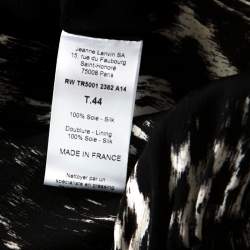 Jeanne Lanvin SA
15, rue du Faubourg
Saint-Honoré
75008 Paris
RW TR5001 2382 A14
T.44
100% Soie - Silk
Doublure - Lining
100% Soie - Silk
MADE IN FRANCE
Nettoyer par un
spécialiste en pressing